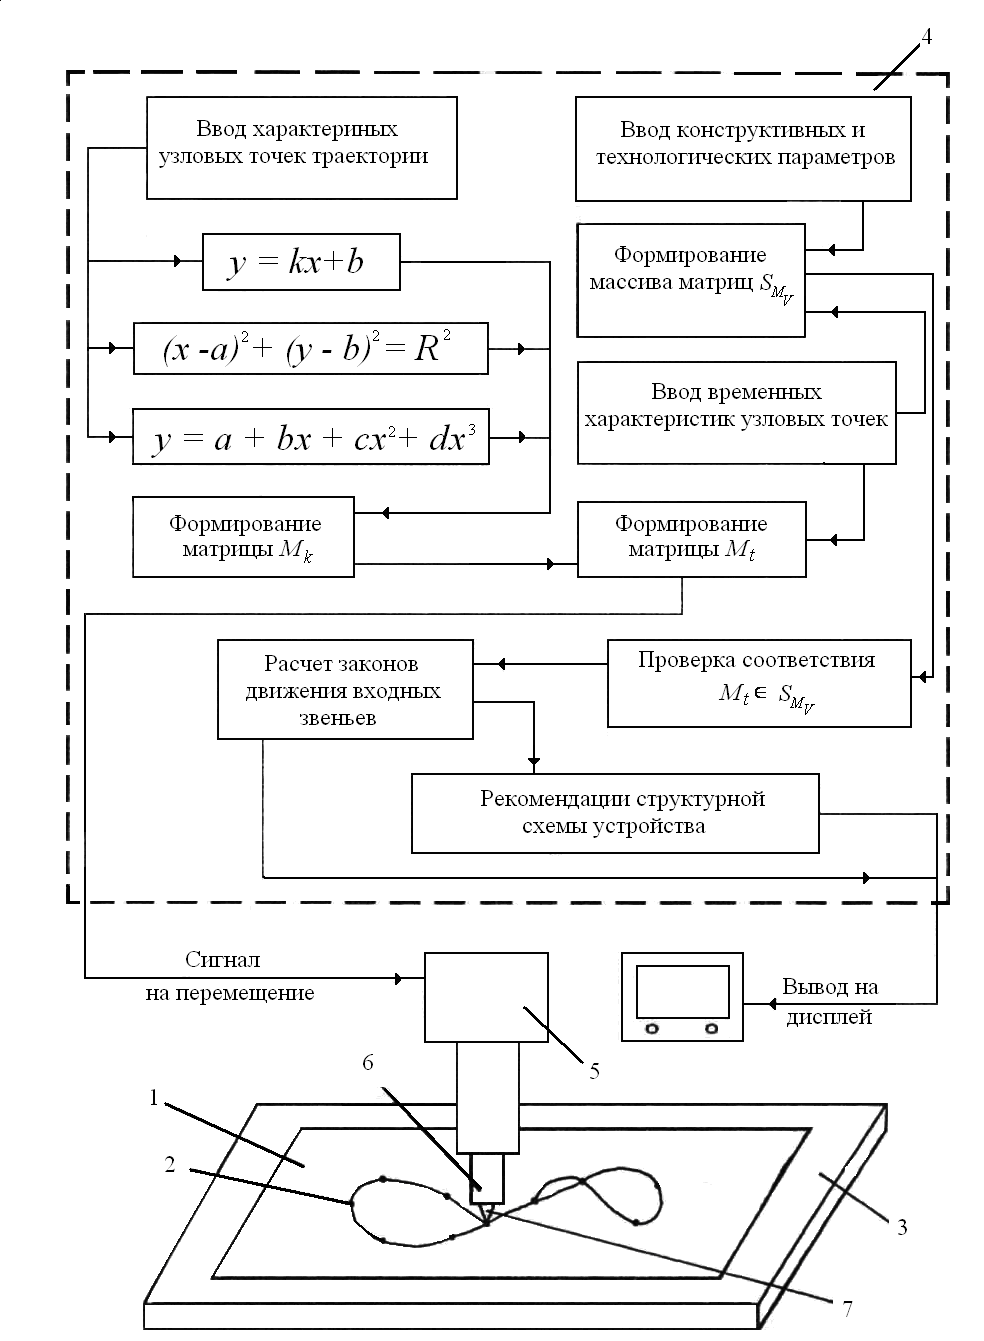 4
Ввод характериных
узловых точек траектории
Ввод конструктивных и
технологических параметров
y = kx+b
Формирование
массива матриц S_{M_V}
(x -a)²+ (y - b)²= R²
Ввод временных
характеристик узловых точек
y = a + bx + cx²+ dx³
Формирование
матрицы M_k
Формирование
матрицы M_t
Расчет законов
движения входных
звеньев
Проверка соответствия
M_t ∈ S_{M_V}
Рекомендации структурной
схемы устройства
Сигнал
на перемещение
Вывод на
дисплей
5
6
1
2
3
7